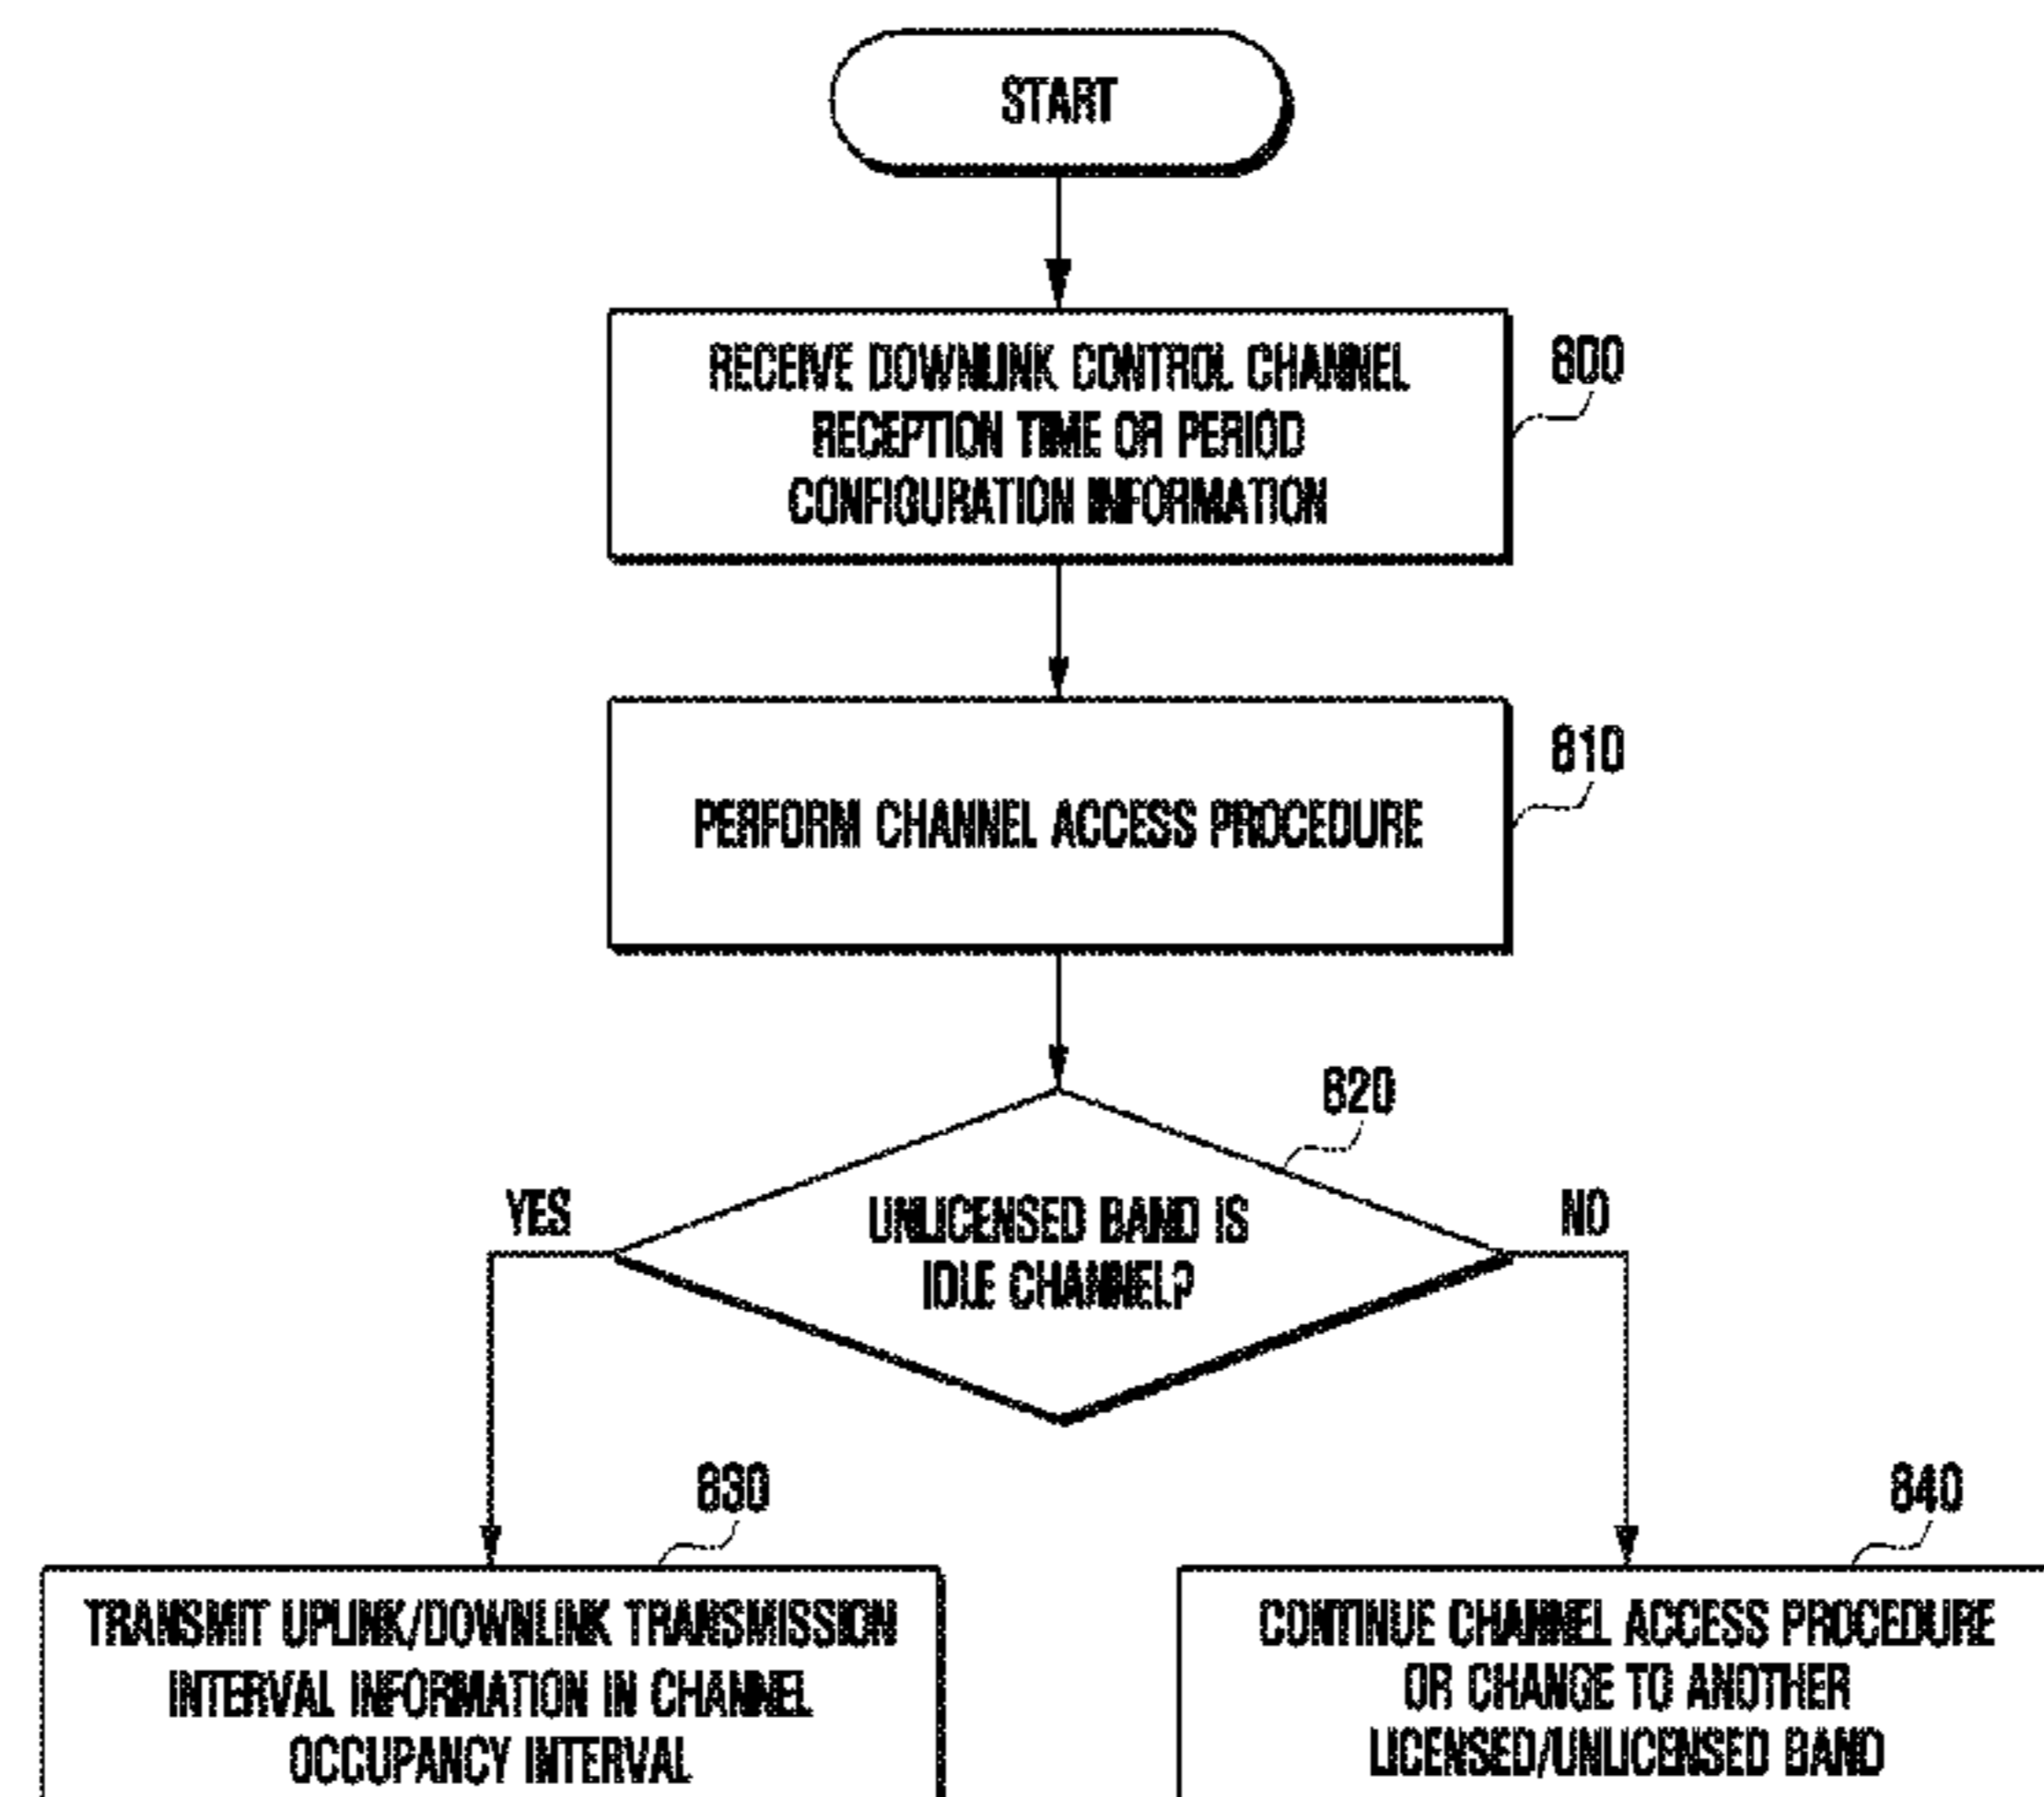 START
RECEIVE DOWNLINK CONTROL CHANNEL
RECEPTION TIME OR PERIOD
CONFIGURATION INFORMATION
800
PERFORM CHANNEL ACCESS PROCEDURE
810
820
YES
UNLICENSED BAND IS
IDLE CHANNEL?
NO
830
840
TRANSMIT UPLINK/DOWNLINK TRANSMISSION
INTERVAL INFORMATION IN CHANNEL
OCCUPANCY INTERVAL
CONTINUE CHANNEL ACCESS PROCEDURE
OR CHANGE TO ANOTHER
LICENSED/UNLICENSED BAND